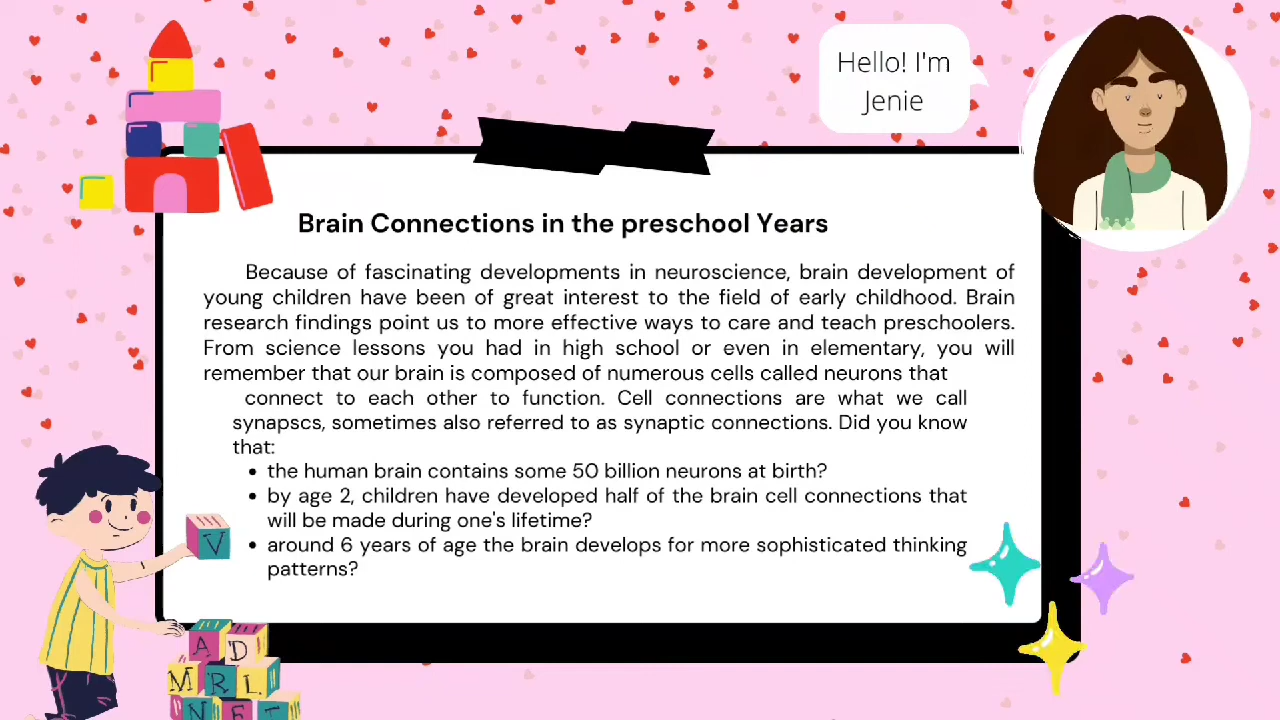 Hello! I'm
Jenie
Brain Connections in the preschool Years
Because of fascinating developments in neuroscience, brain development of
young children have been of great interest to the field of early childhood. Brain
research findings point us to more effective ways to care and teach preschoolers.
From science lessons you had in high school or even in elementary, you will
remember that our brain is composed of numerous cells called neurons that
connect to each other to function. Cell connections are what we call
synapscs, sometimes also referred to as synaptic connections. Did you know
that:
• the human brain contains some 50 billion neurons at birth?
• by age 2, children have developed half of the brain cell connections that
will be made during one's lifetime?
• around 6 years of age the brain develops for more sophisticated thinking
patterns?
V
A D
M R L
N E T